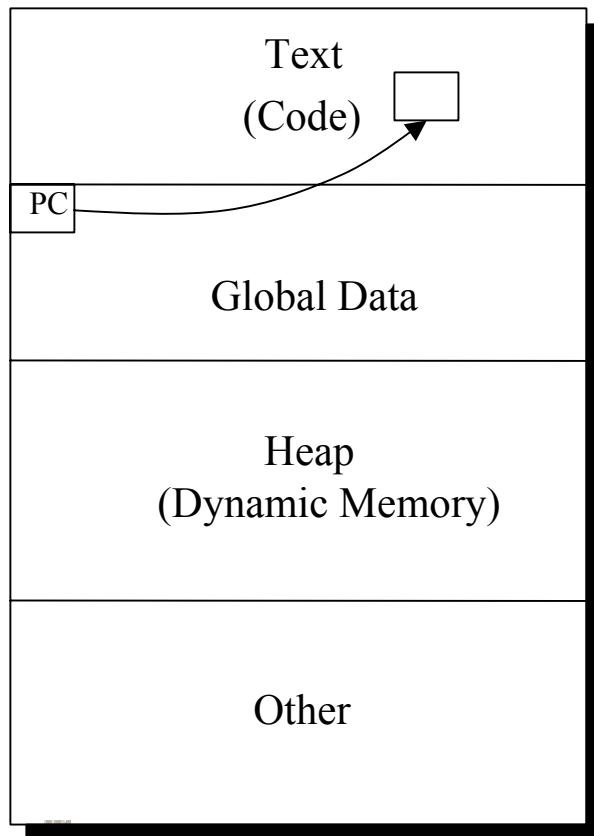 Text
(Code)
PC
Global Data
Heap
(Dynamic Memory)
Other